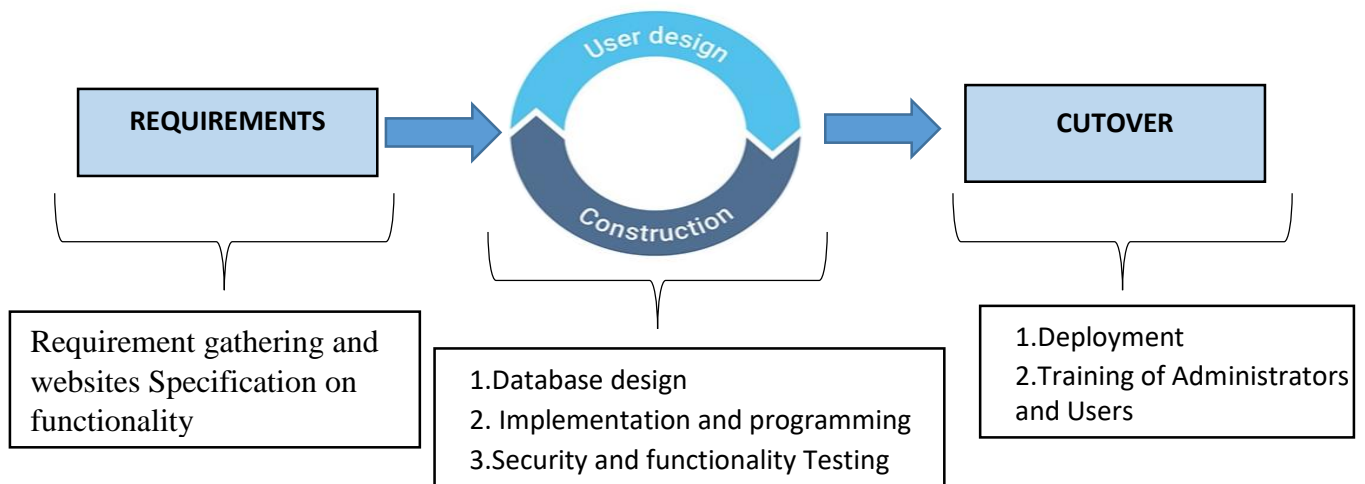 REQUIREMENTS
User design
Construction
CUTOVER
Requirement gathering and
websites Specification on
functionality
1.Database design
2. Implementation and programming
3.Security and functionality Testing
1.Deployment
2.Training of Administrators
and Users